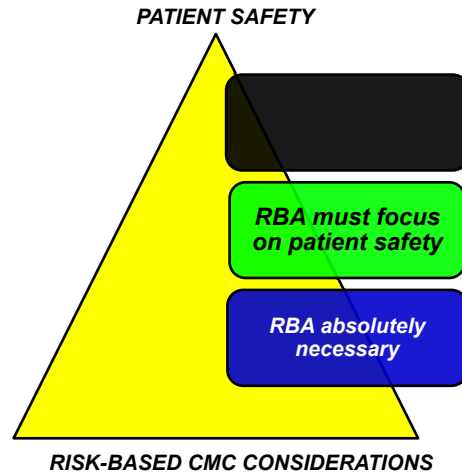 PATIENT SAFETY
RBA must focus
on patient safety
RBA absolutely
necessary
RISK-BASED CMC CONSIDERATIONS